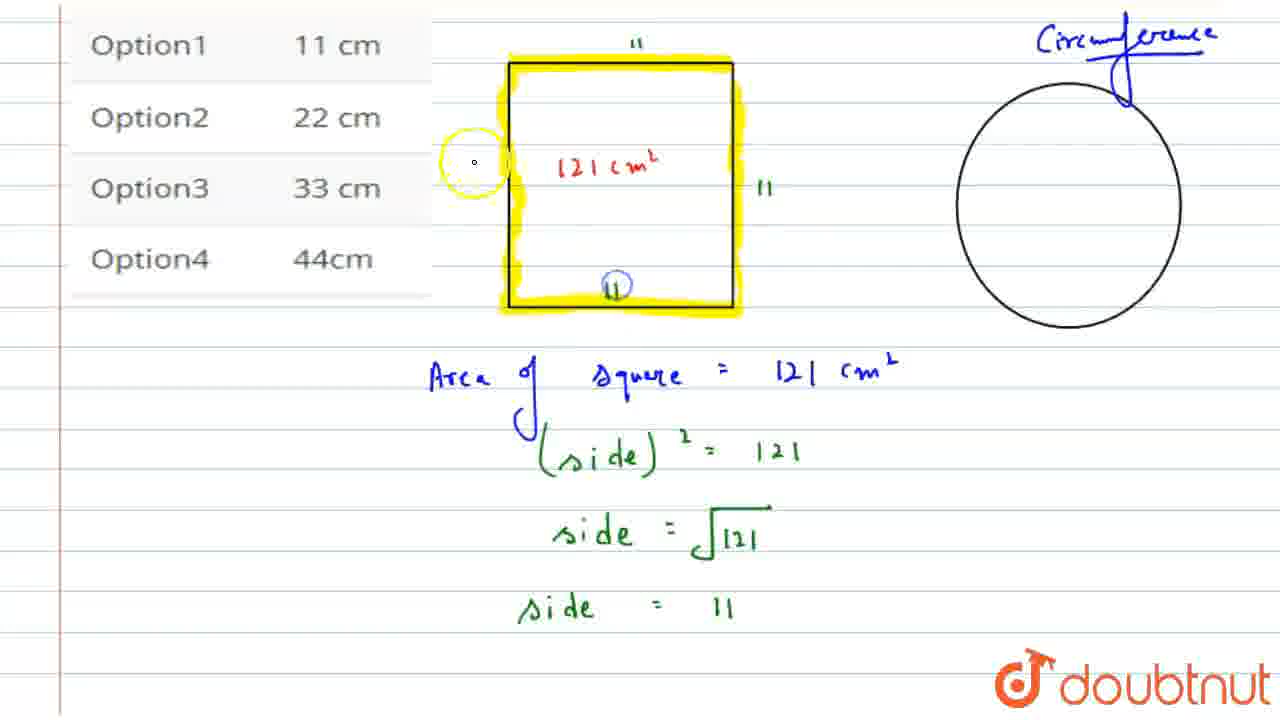 Option1 11 cm
Option2 22 cm
Option3 33 cm
Option4 44cm
11
121 cm²
11
11
Circumference
Area of square = 121 cm²
(side)² = 121
side = √121
side = 11
doubtnut